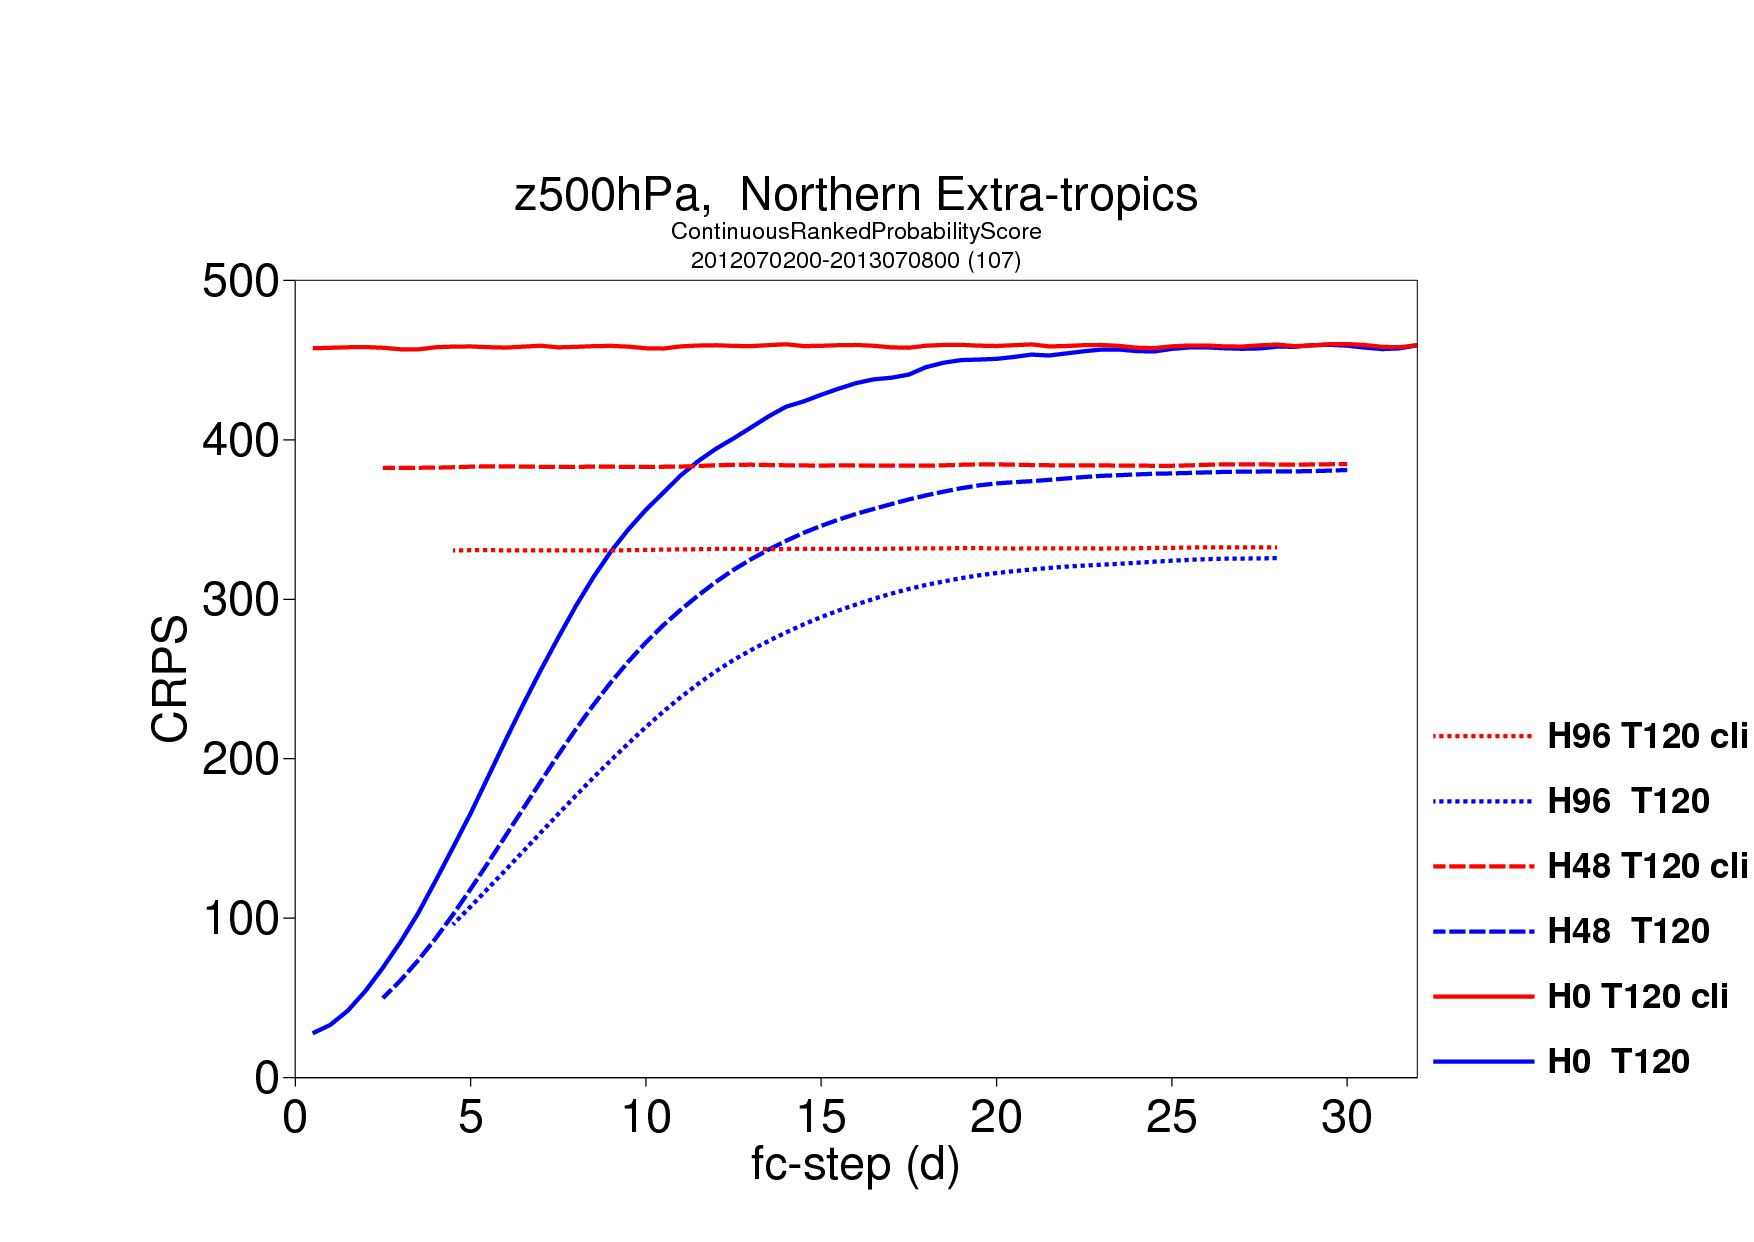 z500hPa,  Northern Extra-tropics
ContinuousRankedProbabilityScore
2012070200-2013070800 (107)
500
400
300
200
100
0
CRPS
0 5 10 15 20 25 30
fc-step (d)
H96 T120 cli
H96  T120
H48 T120 cli
H48  T120
H0 T120 cli
H0  T120